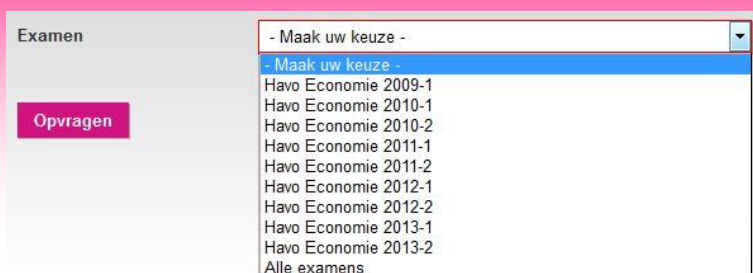 Examen
- Maak uw keuze -
- Maak uw keuze -
Havo Economie 2009-1
Havo Economie 2010-1
Opvragen
Havo Economie 2010-2
Havo Economie 2011-1
Havo Economie 2011-2
Havo Economie 2012-1
Havo Economie 2012-2
Havo Economie 2013-1
Havo Economie 2013-2
Alle examens